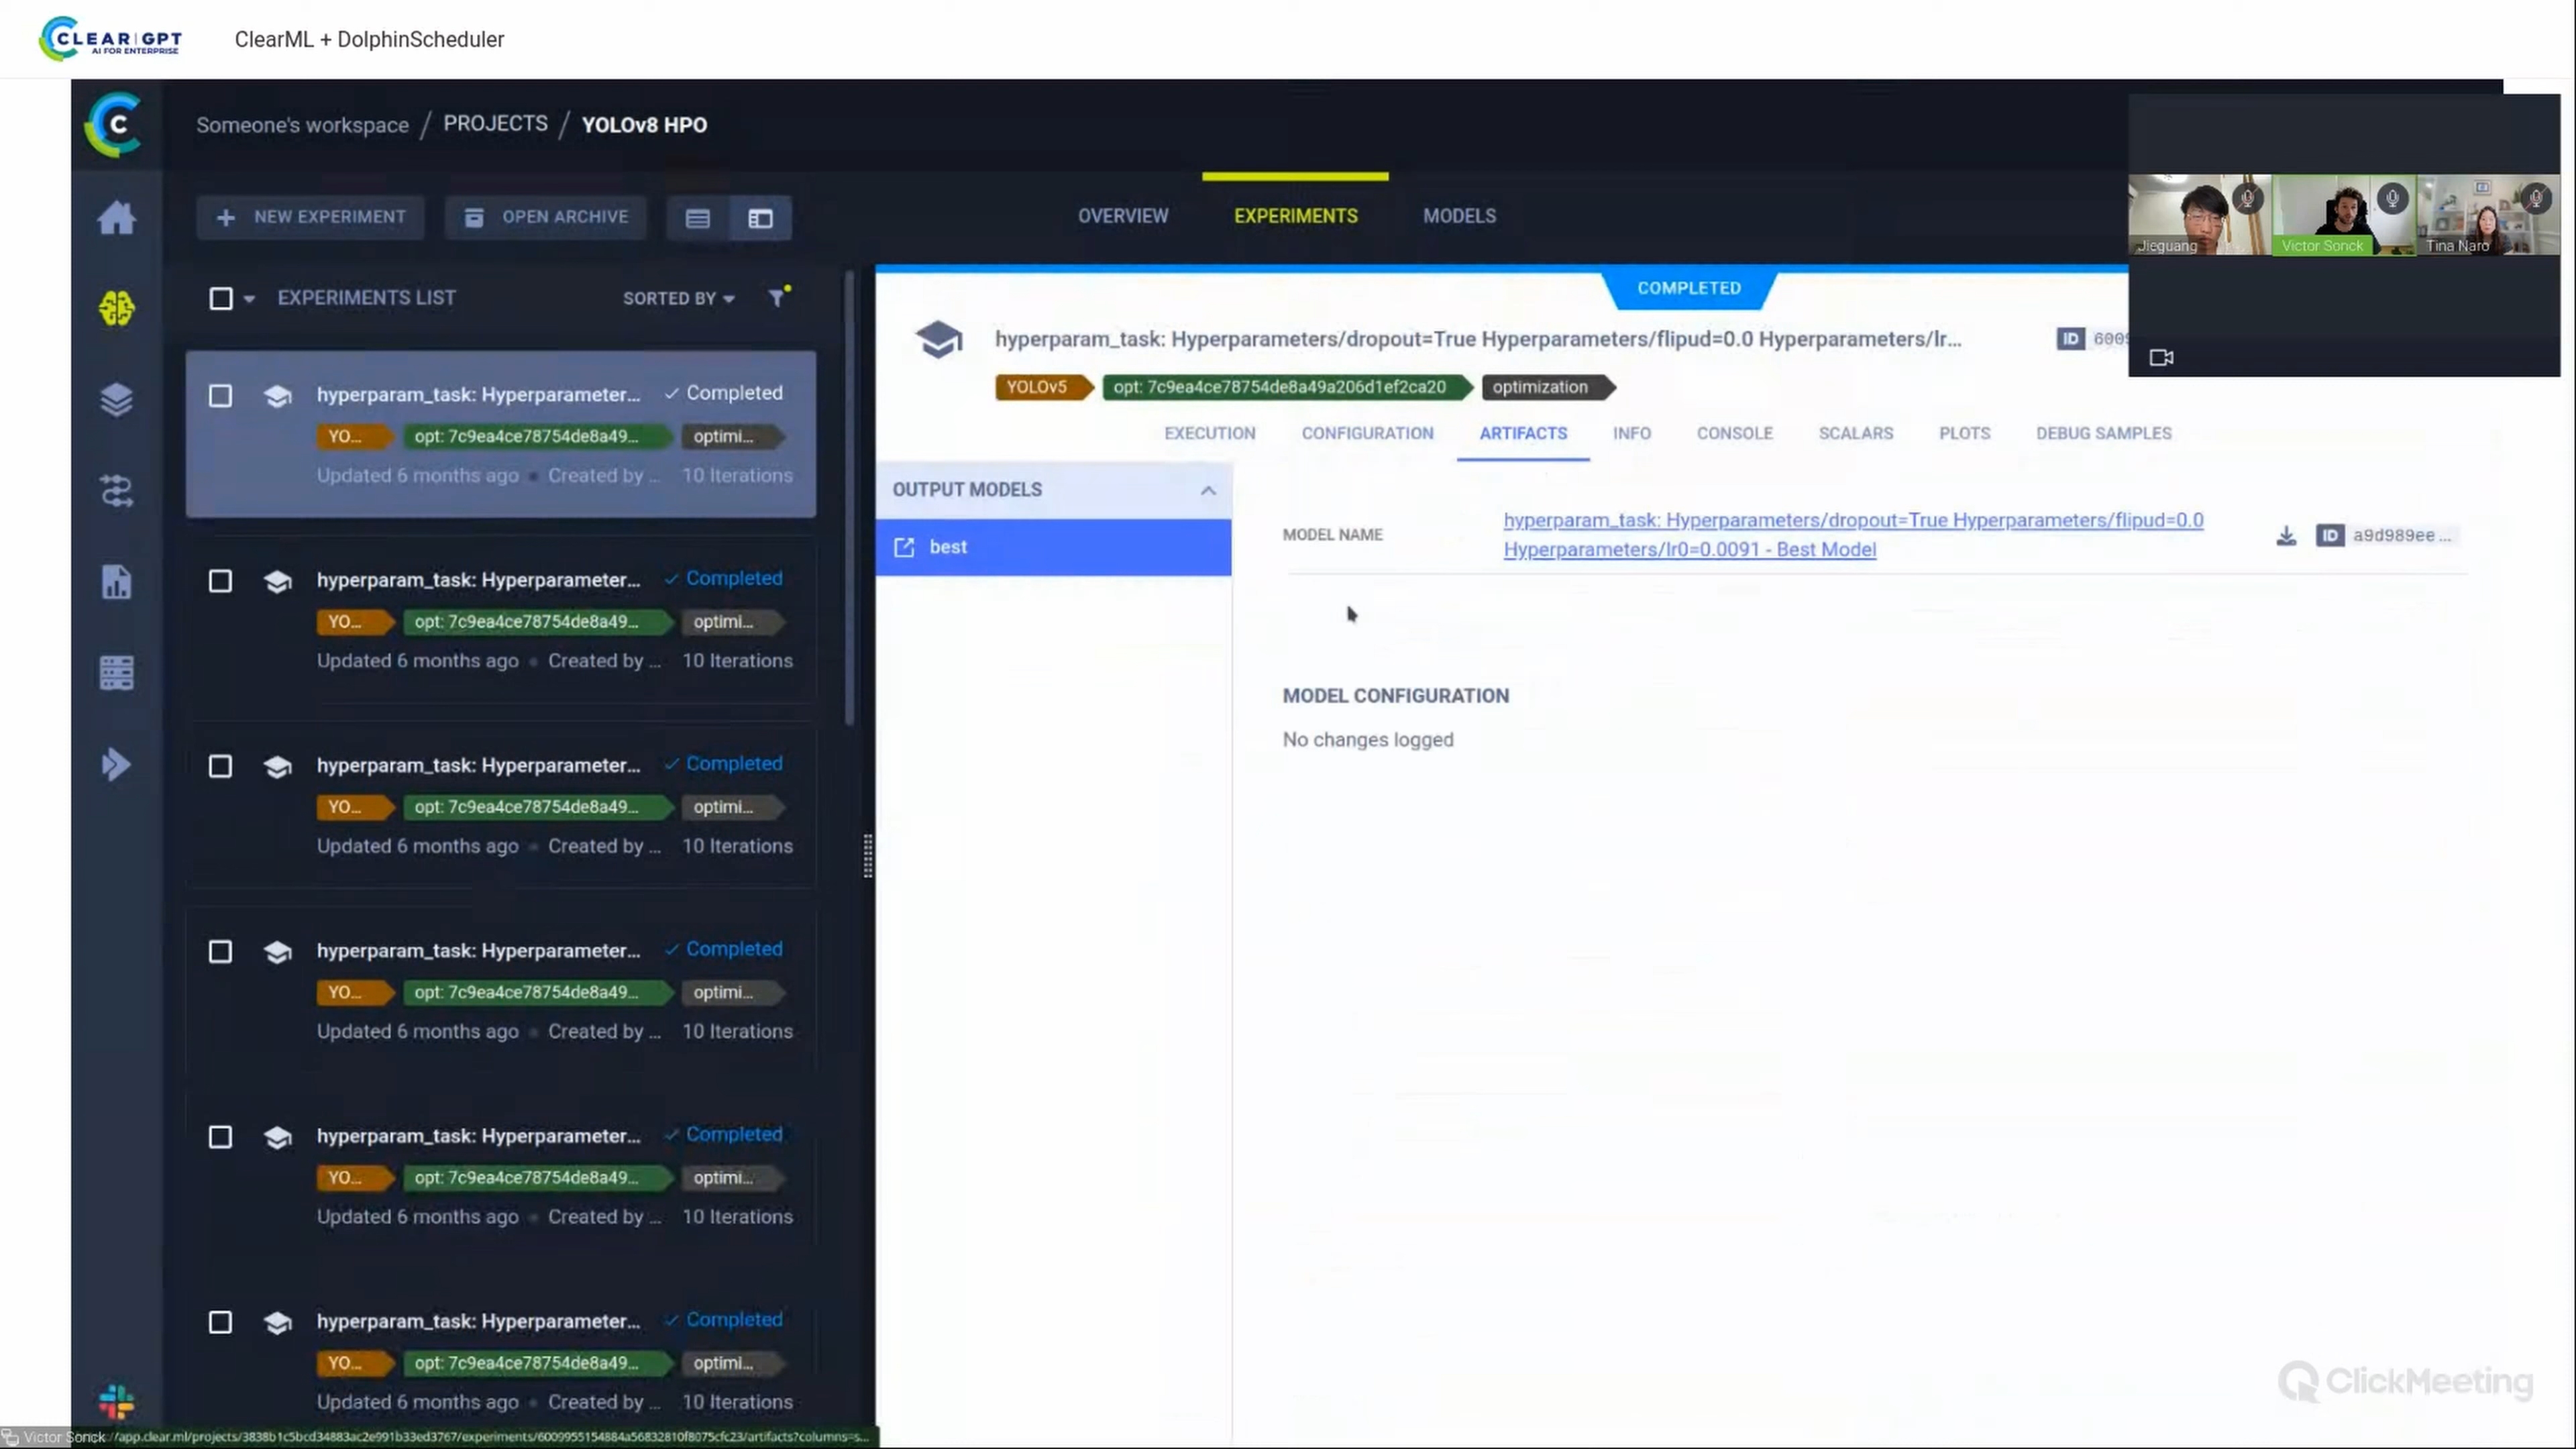 CLEAR|GPT
AI FOR ENTERPRISE
ClearML + DolphinScheduler
Someone's workspace / PROJECTS / YOLOv8 HPO
NEW EXPERIMENT
OPEN ARCHIVE
OVERVIEW
EXPERIMENTS
MODELS
Jieguang
Victor Sonck
Tina Naro
EXPERIMENTS LIST
SORTED BY
hyperparam_task: Hyperparameter...
Completed
YO...
opt: 7c9ea4ce78754de8a49...
optimi...
Updated 6 months ago
Created by ...
10 Iterations
hyperparam_task: Hyperparameter...
Completed
YO...
opt: 7c9ea4ce78754de8a49...
optimi...
Updated 6 months ago
Created by ...
10 Iterations
hyperparam_task: Hyperparameter...
Completed
YO...
opt: 7c9ea4ce78754de8a49...
optimi...
Updated 6 months ago
Created by ...
10 Iterations
hyperparam_task: Hyperparameter...
Completed
YO...
opt: 7c9ea4ce78754de8a49...
optimi...
Updated 6 months ago
Created by ...
10 Iterations
hyperparam_task: Hyperparameter...
Completed
YO...
opt: 7c9ea4ce78754de8a49...
optimi...
Updated 6 months ago
Created by ...
10 Iterations
hyperparam_task: Hyperparameter...
Completed
YO...
opt: 7c9ea4ce78754de8a49...
optimi...
Updated 6 months ago
Created by ...
10 Iterations
COMPLETED
hyperparam_task: Hyperparameters/dropout=True Hyperparameters/flipud=0.0 Hyperparameters/lr...
ID
YOLOv5
opt: 7c9ea4ce78754de8a49a206d1ef2ca20
optimization
EXECUTION
CONFIGURATION
ARTIFACTS
INFO
CONSOLE
SCALARS
PLOTS
DEBUG SAMPLES
OUTPUT MODELS
best
MODEL NAME
hyperparam_task: Hyperparameters/dropout=True Hyperparameters/flipud=0.0
Hyperparameters/lr0=0.0091 - Best Model
ID a9d989ee ...
MODEL CONFIGURATION
No changes logged
ClickMeeting
Victor Sonck